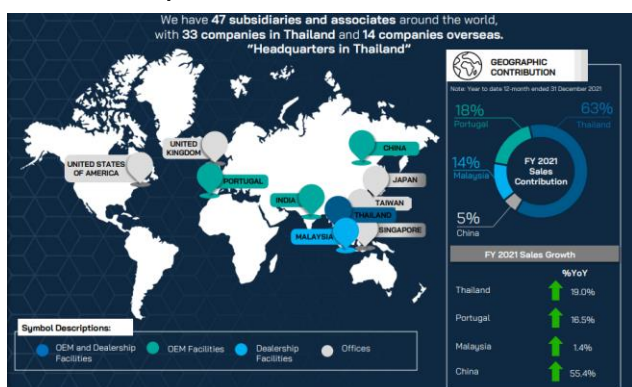 We have 47 subsidiaries and associates around the world,
with 33 companies in Thailand and 14 companies overseas.
"Headquarters in Thailand"
GEOGRAPHIC
CONTRIBUTION
Note: Year to date 12-month ended 31 December 2021
UNITED STATES
OF AMERICA
UNITED
KINGDOM
PORTUGAL
INDIA
CHINA
JAPAN
TAIWAN
THAILAND
MALAYSIA
SINGAPORE
18%
Portugal
63%
Thailand
14%
Malaysia
5%
China
FY 2021
Sales
Contribution
FY 2021 Sales Growth
%YoY
Thailand 19.0%
Portugal 16.5%
Malaysia 1.4%
China 55.4%
Symbol Descriptions:
OEM and Dealership
Facilities
OEM Facilities
Dealership
Facilities
Offices